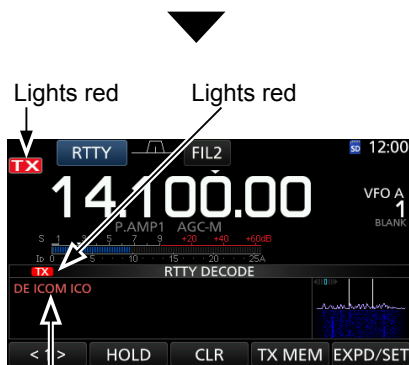 Lights red Lights red
TX RTTY FIL2 SD 12:00
14.100.00 VFO A
1
BLANK
P.AMP1 AGC-M
S 1 3 5 7 9 +20 +40 +60dB
ID 0 5 10 15 20 25A
TX RTTY DECODE
DE ICOM ICO
< 1 > HOLD CLR TX MEM EXPD/SET